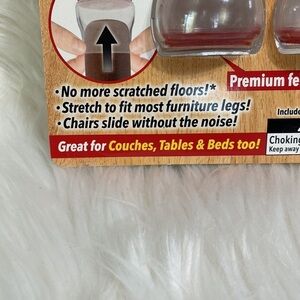 Premium fe
• No more scratched floors!*
• Stretch to fit most furniture legs!
• Chairs slide without the noise!
Great for Couches, Tables & Beds too!
Include
Choking
Keep away